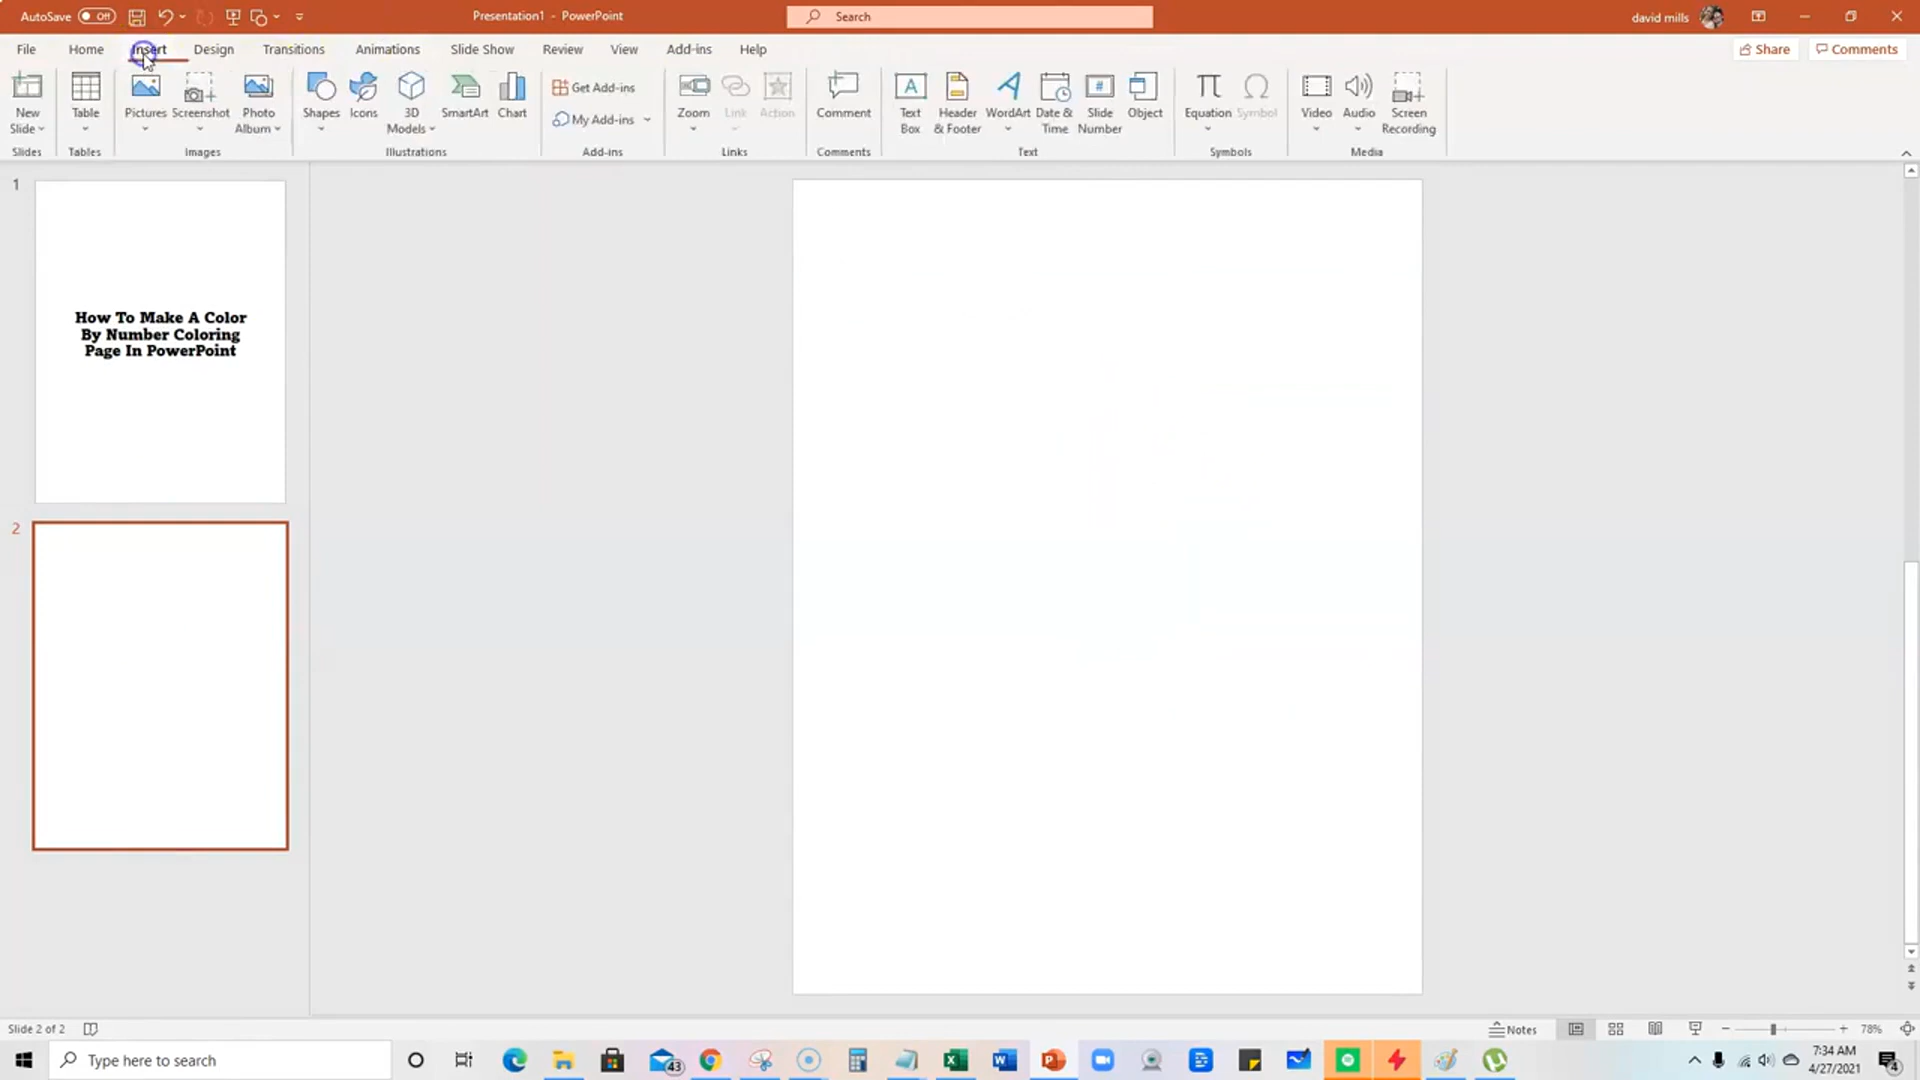 AutoSave Off Presentation1 - PowerPoint Search david mills
File Home Insert Design Transitions Animations Slide Show Review View Add-ins Help Share Comments
New Slide Table Pictures Screenshot Photo Album Shapes Icons 3D Models SmartArt Chart Get Add-ins My Add-ins Zoom Link Action Comment Text Box Header & Footer WordArt Date & Time Slide Number Object Equation Symbol Video Audio Screen Recording
Slides Tables Images Illustrations Add-ins Links Comments Text Symbols Media
1
How To Make A Color
By Number Coloring
Page In PowerPoint
2
Slide 2 of 2 Notes 78%
Type here to search 43 7:34 AM
4/27/2021 4